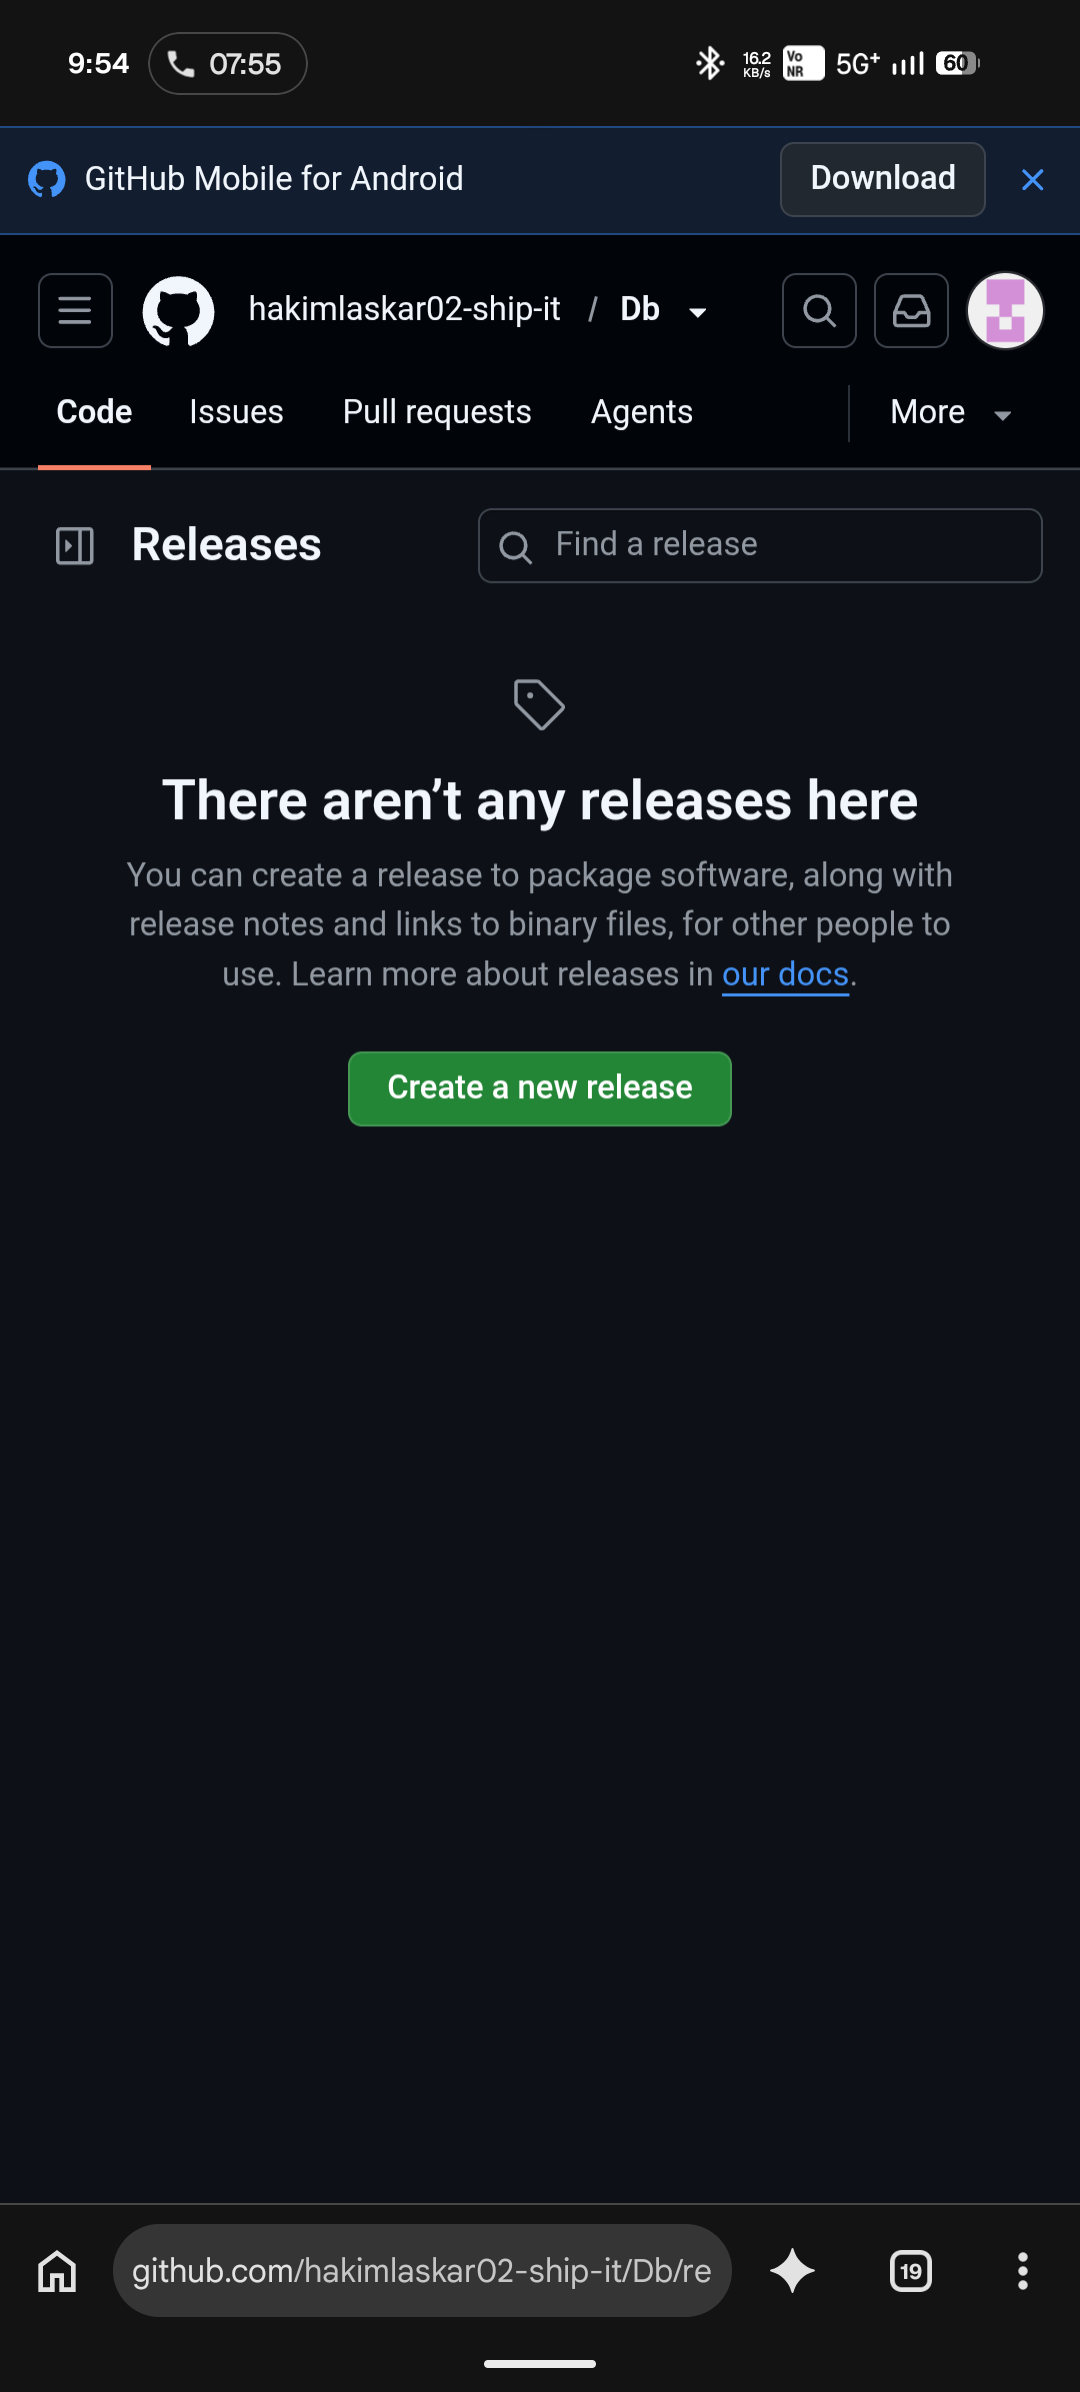 9:54
07:55
16.2
KB/s
Vo
NR
5G+
60
GitHub Mobile for Android
Download
hakimlaskar02-ship-it / Db
Code
Issues
Pull requests
Agents
More
Releases
Find a release
There aren’t any releases here
You can create a release to package software, along with
release notes and links to binary files, for other people to
use. Learn more about releases in our docs.
Create a new release
github.com/hakimlaskar02-ship-it/Db/re
19